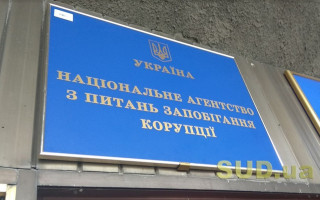 УКРАЇНА
НАЦІОНАЛЬНЕ АГЕНТСТВО
З ПИТАНЬ ЗАПОБІГАННЯ
КОРУПЦІЇ
SUD.ua